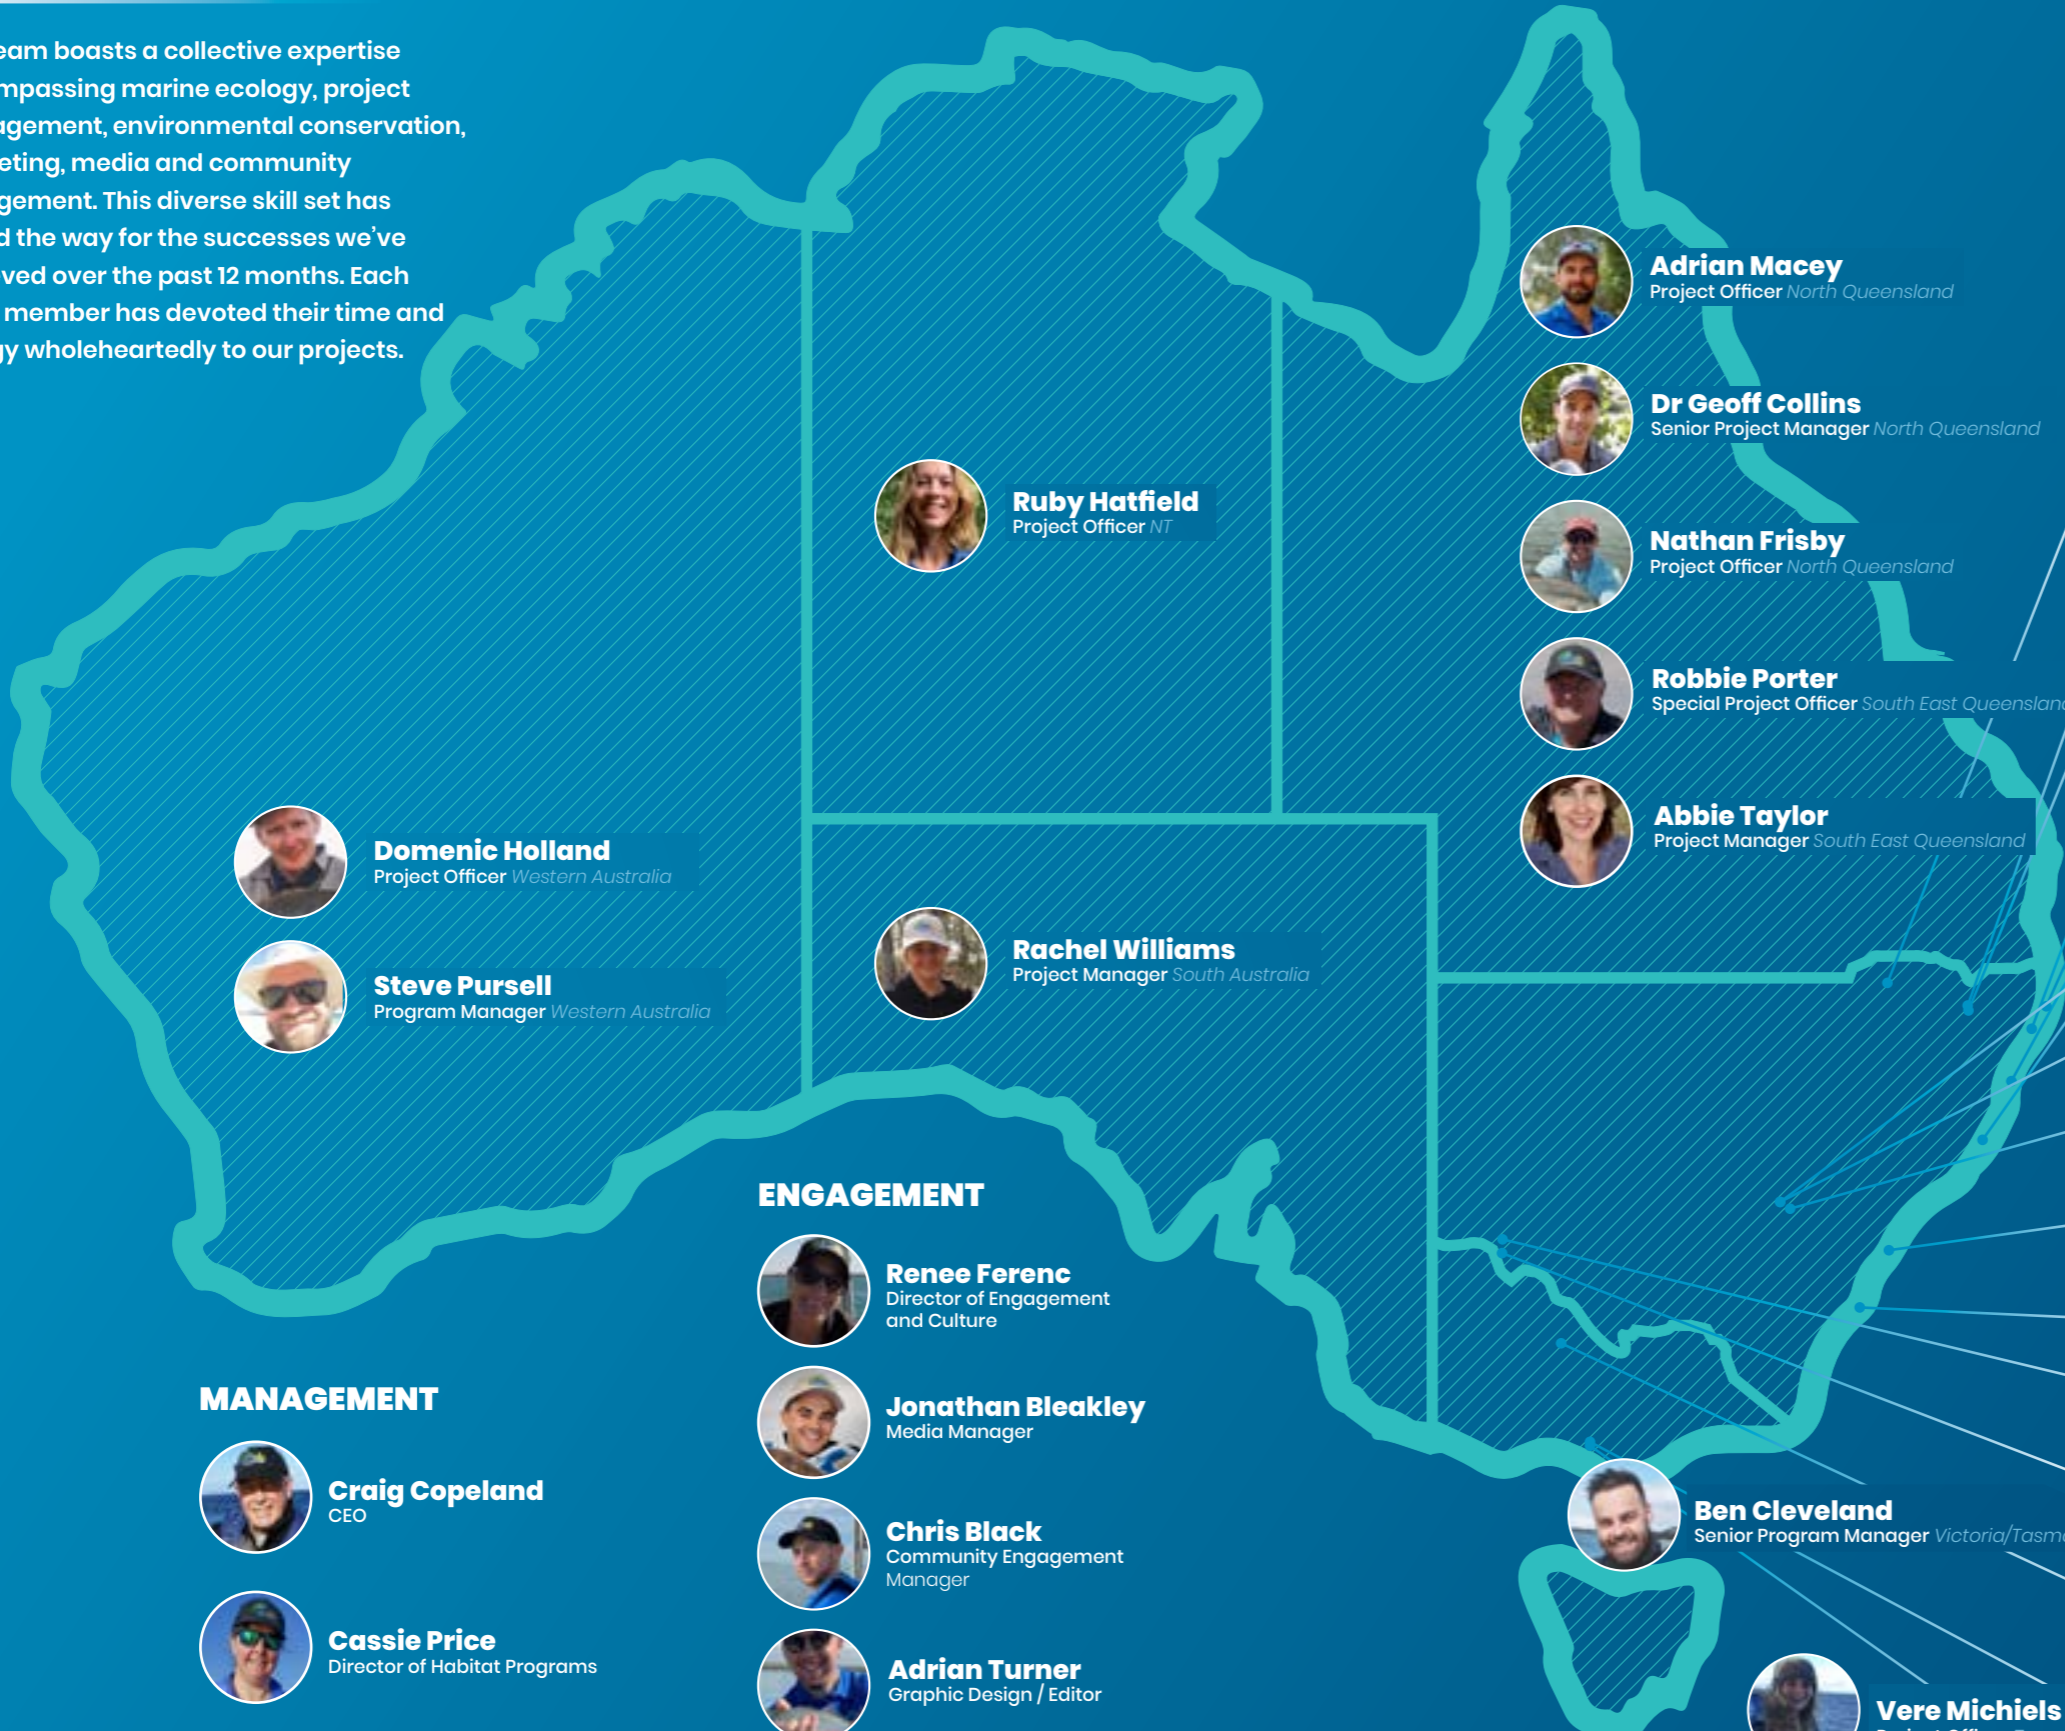 eam boasts a collective expertise
mpassing marine ecology, project
agement, environmental conservation,
eting, media and community
gement. This diverse skill set has
d the way for the successes we've
ved over the past 12 months. Each
member has devoted their time and
gy wholeheartedly to our projects.
Adrian Macey
Project Officer North Queensland
Dr Geoff Collins
Senior Project Manager North Queensland
Ruby Hatfield
Project Officer NT
Nathan Frisby
Project Officer North Queensland
Robbie Porter
Special Project Officer South East Queensland
Abbie Taylor
Project Manager South East Queensland
Domenic Holland
Project Officer Western Australia
Steve Pursell
Program Manager Western Australia
Rachel Williams
Project Manager South Australia
ENGAGEMENT
Renee Ferenc
Director of Engagement
and Culture
Jonathan Bleakley
Media Manager
Chris Black
Community Engagement
Manager
Adrian Turner
Graphic Design / Editor
MANAGEMENT
Craig Copeland
CEO
Cassie Price
Director of Habitat Programs
Ben Cleveland
Senior Program Manager Victoria/Tasm
Vere Michiels